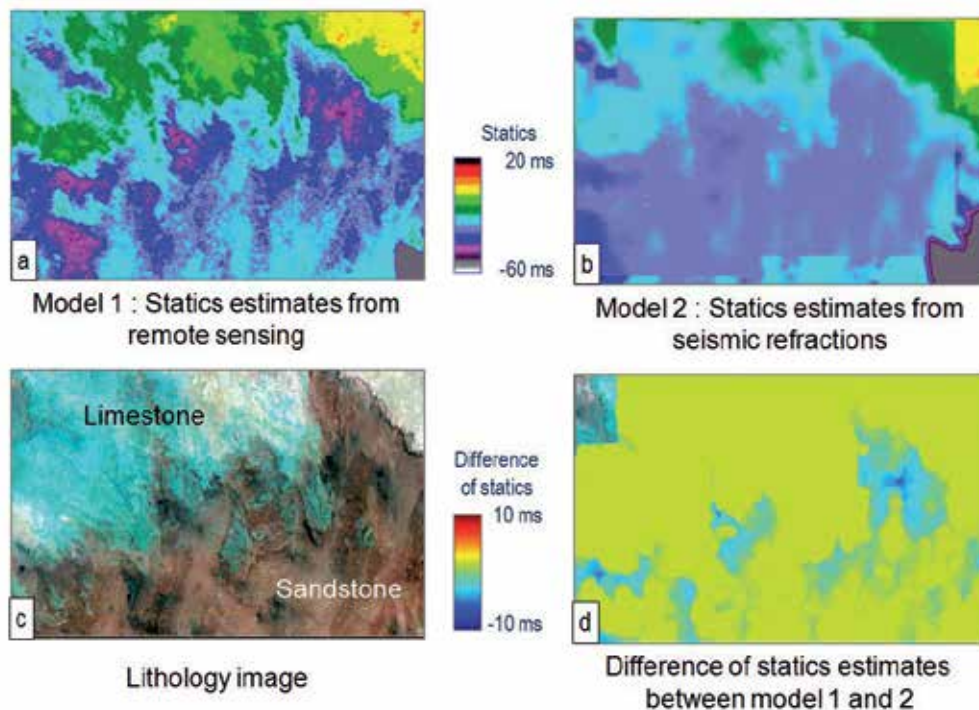 a
Model 1 : Statics estimates from
remote sensing
Statics
20 ms
-60 ms
b
Model 2 : Statics estimates from
seismic refractions
Limestone
Sandstone
c
Lithology image
Difference
of statics
10 ms
-10 ms
d
Difference of statics estimates
between model 1 and 2